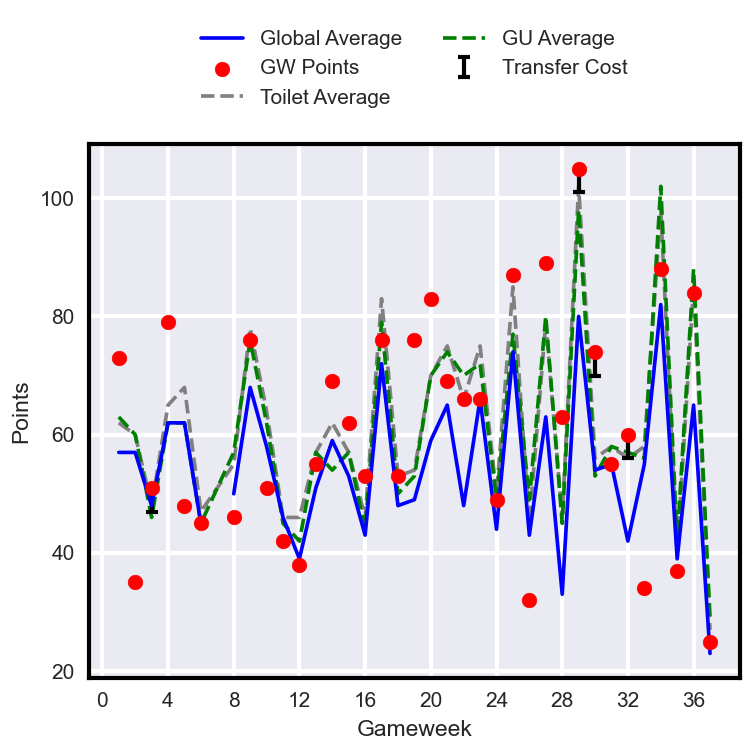 Global Average
GW Points
Toilet Average
GU Average
Transfer Cost
Points
100
80
60
40
20
0 4 8 12 16 20 24 28 32 36
Gameweek